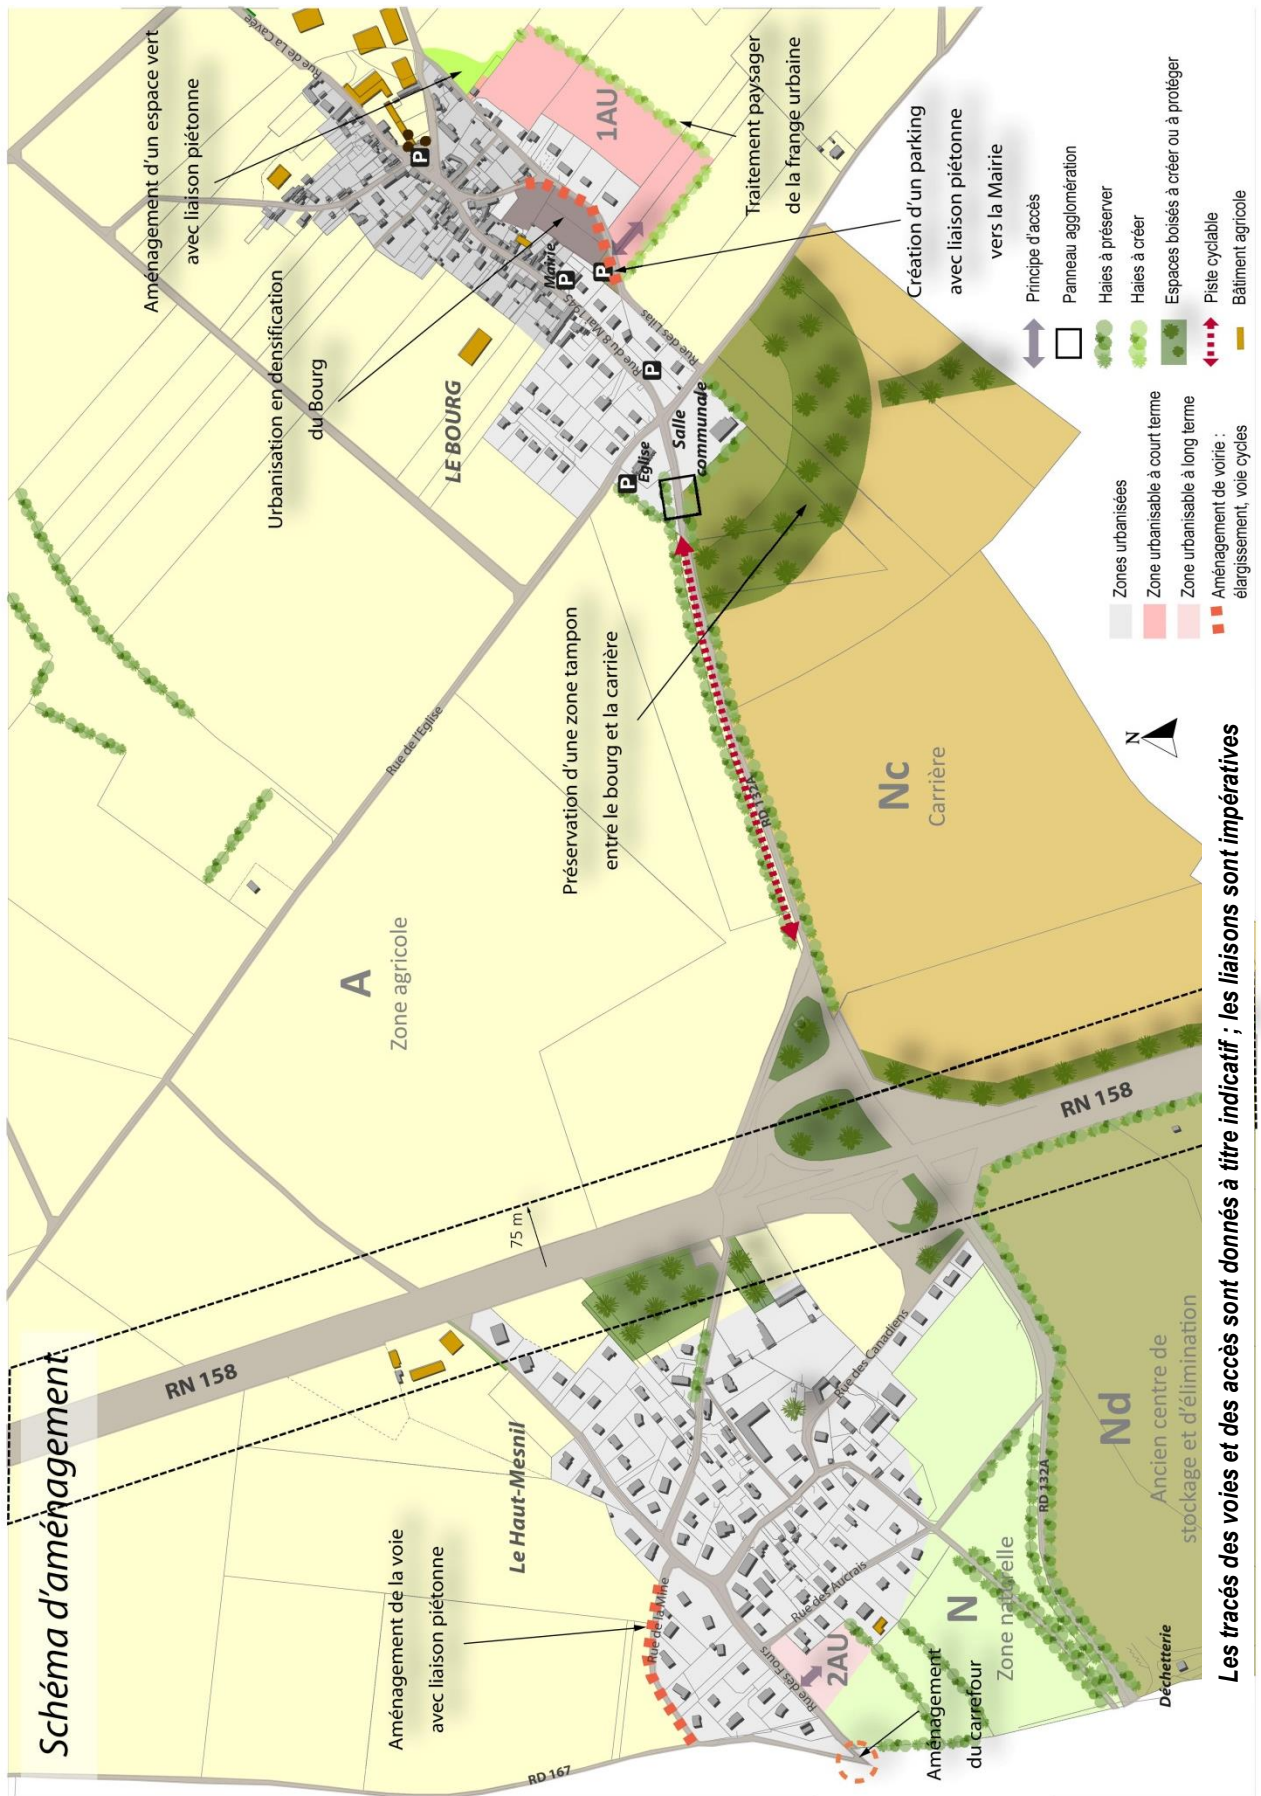 Schéma d'aménagement
RN 158
75 m
RN 158
A
Zone agricole
Rue de l'Eglise
Rue de La Cavée
Aménagement d'un espace vert
avec liaison piétonne
Urbanisation en densification
du Bourg
LE BOURG
Mairie
P
P
P
P
P
Rue du 8 Mai 1945
Rue des Lilas
Eglise
Salle
communale
1AU
Traitement paysager
de la frange urbaine
Création d'un parking
avec liaison piétonne
vers la Mairie
Préservation d'une zone tampon
entre le bourg et la carrière
RD 132A
Nc
Carrière
Le Haut-Mesnil
Aménagement de la voie
avec liaison piétonne
Rue de la Mine
RD 167
Rue des Fours
Rue des Aucrais
Rue des Canadiens
2AU
Aménagement
du carrefour
N
Zone naturelle
RD 132A
Nd
Ancien centre de
stockage et d'élimination
Déchetterie
N
Zones urbanisées
Zone urbanisable à court terme
Zone urbanisable à long terme
Aménagement de voirie :
élargissement, voie cycles
Principe d'accès
Panneau agglomération
Haies à préserver
Haies à créer
Espaces boisés à créer ou à protéger
Piste cyclable
Bâtiment agricole
Les tracés des voies et des accès sont donnés à titre indicatif ; les liaisons sont impératives